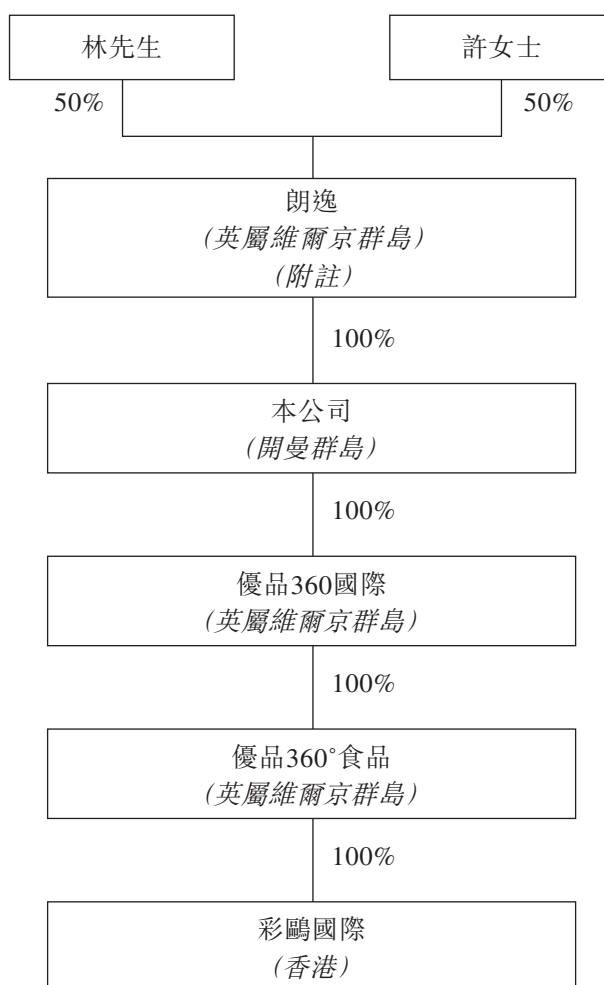 林先生
許女士
50%
50%
朗逸
(英屬維爾京群島)
(附註)
100%
本公司
(開曼群島)
100%
優品360國際
(英屬維爾京群島)
100%
優品360°食品
(英屬維爾京群島)
100%
彩鷗國際
(香港)